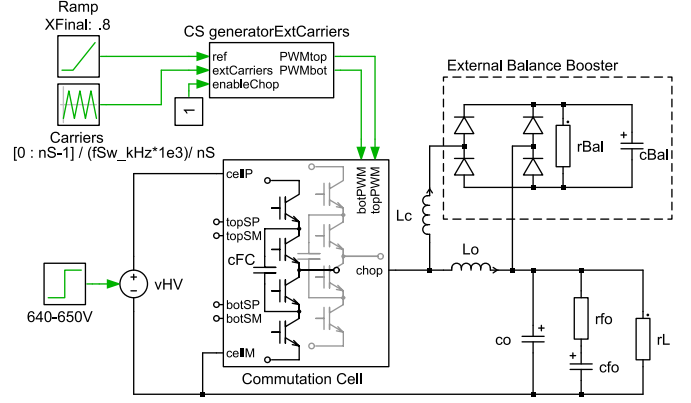 Ramp
XFinal: .8
CS generatorExtCarriers
ref
extCarriers
enableChop
PWMtop
PWMbot
1
Carriers
[0 : nS-1] / (fSw_kHz*1e3)/ nS
External Balance Booster
rBal
cBal
cellP
topSP
topSM
cFC
botSP
botSM
cellM
botPWM
topPWM
chop
Commutation Cell
640-650V
vHV
Lc
Lo
co
rfo
cfo
rL